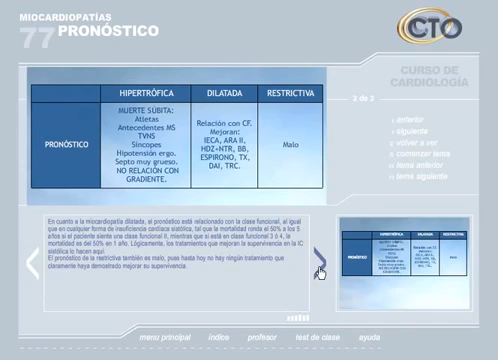 MIOCARDIOPATÍAS
77 PRONÓSTICO
CTO
CURSO DE
CARDIOLOGÍA
HIPERTRÓFICA DILATADA RESTRICTIVA
PRONÓSTICO
MUERTE SÚBITA:
Atletas
Antecedentes MS
TVNS
Síncopes
Hipotensión ergo.
Septo muy grueso.
NO RELACIÓN CON
GRADIENTE.
Relación con CF.
Mejoran:
IECA, ARA II,
HDZ+NTR, BB,
ESPIRONO, TX,
DAI, TRC.
Malo
anterior
siguiente
volver a ver
comenzar tema
tema anterior
tema siguiente
En cuanto a la miocardiopatía dilatada, el pronóstico está relacionado con la clase funcional, al igual
que en cualquier forma de insuficiencia cardiaca sistólica, tal que la mortalidad ronda el 50% a los 5
años si el paciente siente una clase funcional II, mientras que si está en clase funcional 3 ó 4, la
mortalidad es del 50% en 1 año. Lógicamente, los tratamientos que mejoran la supervivencia en la IC
sistólica lo hacen aquí.
El pronóstico de la restrictiva también es malo, pues hasta hoy no hay ningún tratamiento que
claramente haya demostrado mejorar su supervivencia.
HIPERTRÓFICA DILATADA RESTRICTIVA
PRONÓSTICO
Malo
menu principal índice profesor test de clase ayuda